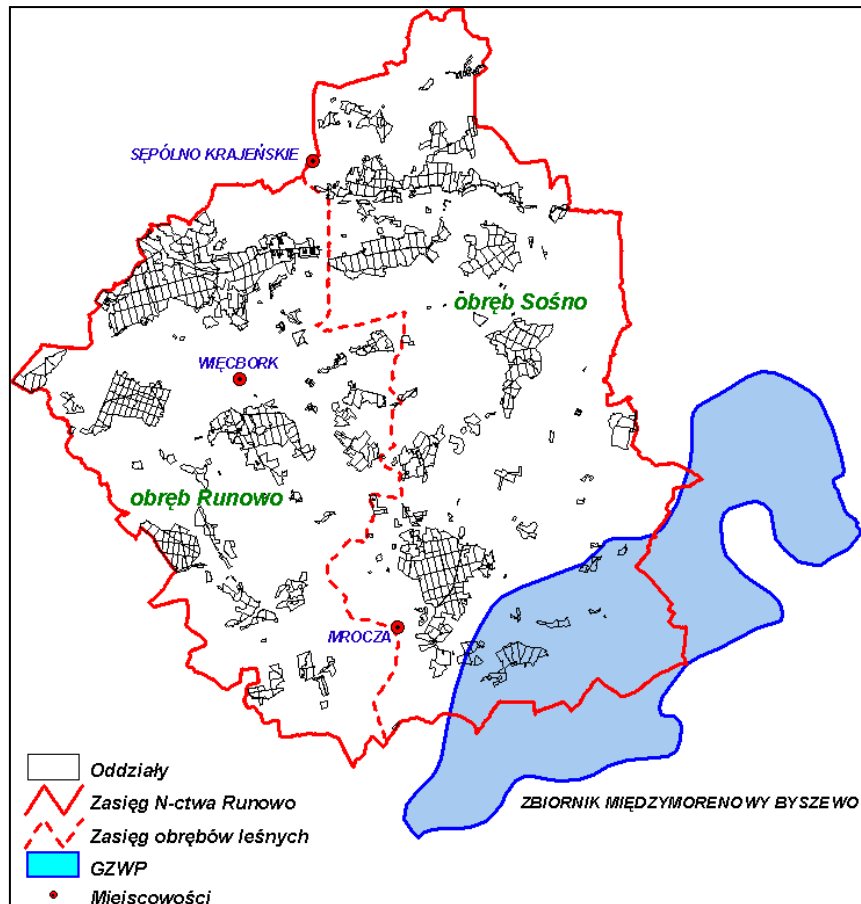 SĘPÓLNO KRAJEŃSKIE
obręb Sośno
WIĘCBORK
obręb Runowo
MROCZA
ZBIORNIK MIĘDZYMORENOWY BYSZEWO
Oddziały
Zasięg N-ctwa Runowo
Zasięg obrębów leśnych
GZWP
Miejscowości